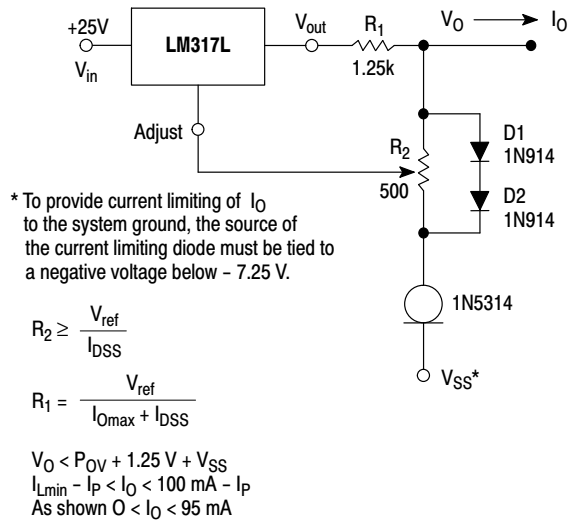 +25V
V_in
LM317L
V_out
R_1
1.25k
V_O
I_O
Adjust
R_2
500
D1
1N914
D2
1N914
1N5314
V_SS*
* To provide current limiting of I_O
to the system ground, the source of
the current limiting diode must be tied to
a negative voltage below – 7.25 V.
R_2 ≥ V_ref / I_DSS
R_1 = V_ref / I_Omax + I_DSS
V_O < P_OV + 1.25 V + V_SS
I_Lmin – I_P < I_O < 100 mA – I_P
As shown O < I_O < 95 mA